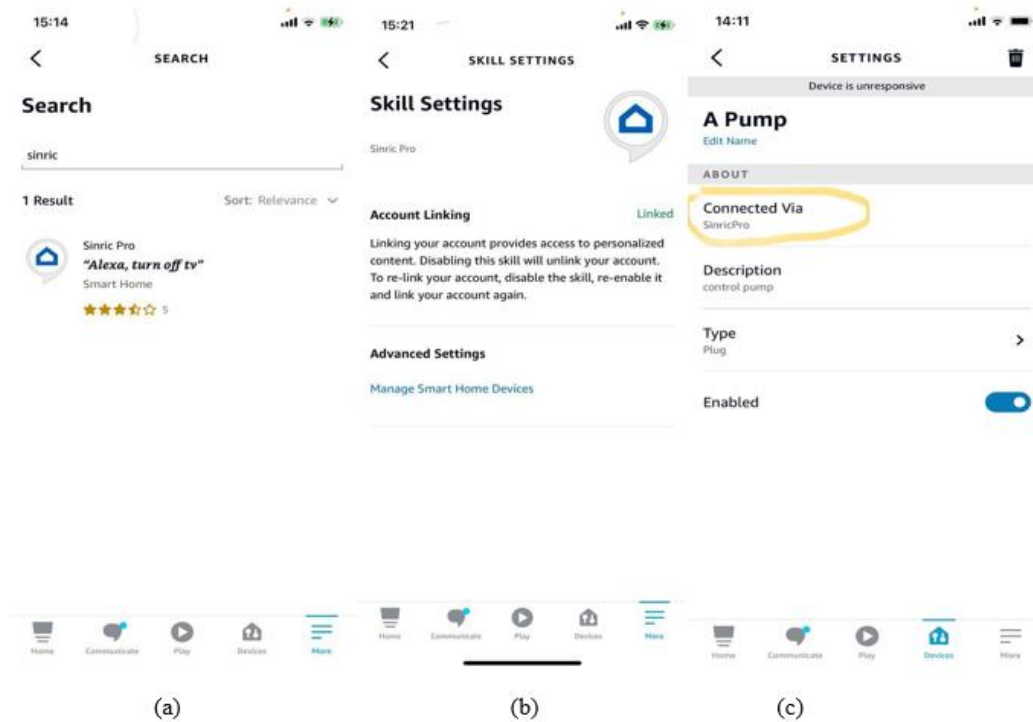 15:14
SEARCH
Search
sinric
1 Result
Sort: Relevance
Sinric Pro
"Alexa, turn off tv"
Smart Home
5
Home Communicate Play Devices More
(a)
15:21
SKILL SETTINGS
Skill Settings
Sinric Pro
Account Linking
Linked
Linking your account provides access to personalized
content. Disabling this skill will unlink your account.
To re-link your account, disable the skill, re-enable it
and link your account again.
Advanced Settings
Manage Smart Home Devices
Home Communicate Play Devices More
(b)
14:11
SETTINGS
Device is unresponsive
A Pump
Edit Name
ABOUT
Connected Via
SinricPro
Description
control pump
Type
Plug
Enabled
Home Communicate Play Devices More
(c)